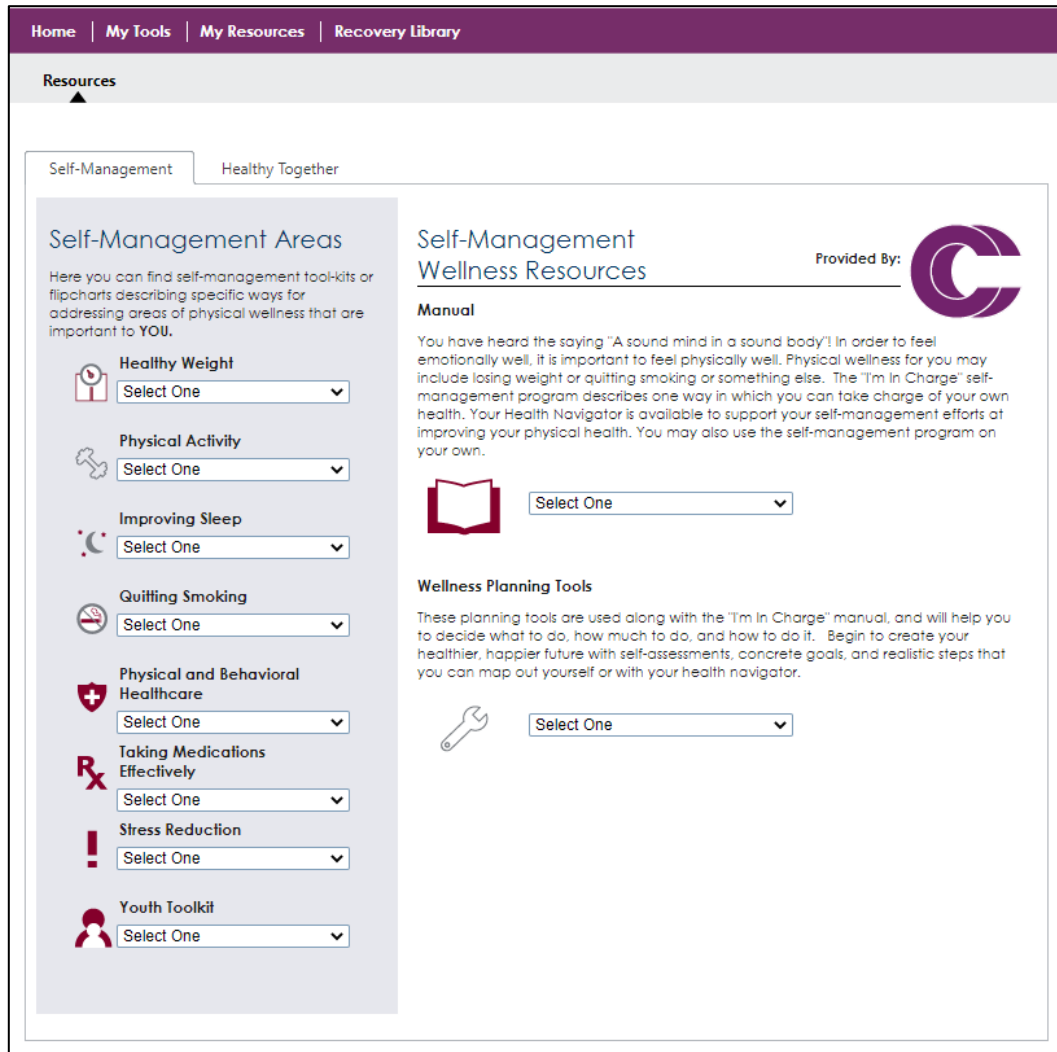 Home | My Tools | My Resources | Recovery Library
Resources
Self-Management
Healthy Together
Self-Management Areas
Here you can find self-management tool-kits or
flipcharts describing specific ways for
addressing areas of physical wellness that are
important to YOU.
Healthy Weight
Select One
Physical Activity
Select One
Improving Sleep
Select One
Quitting Smoking
Select One
Physical and Behavioral
Healthcare
Select One
Rx
Taking Medications
Effectively
Select One
Stress Reduction
Select One
Youth Toolkit
Select One
Self-Management
Wellness Resources
Provided By:
Manual
You have heard the saying "A sound mind in a sound body"! In order to feel
emotionally well, it is important to feel physically well. Physical wellness for you may
include losing weight or quitting smoking or something else.  The "I'm In Charge" self-
management program describes one way in which you can take charge of your own
health. Your Health Navigator is available to support your self-management efforts at
improving your physical health. You may also use the self-management program on
your own.
Select One
Wellness Planning Tools
These planning tools are used along with the "I'm In Charge" manual, and will help you
to decide what to do, how much to do, and how to do it.   Begin to create your
healthier, happier future with self-assessments, concrete goals, and realistic steps that
you can map out yourself or with your health navigator.
Select One